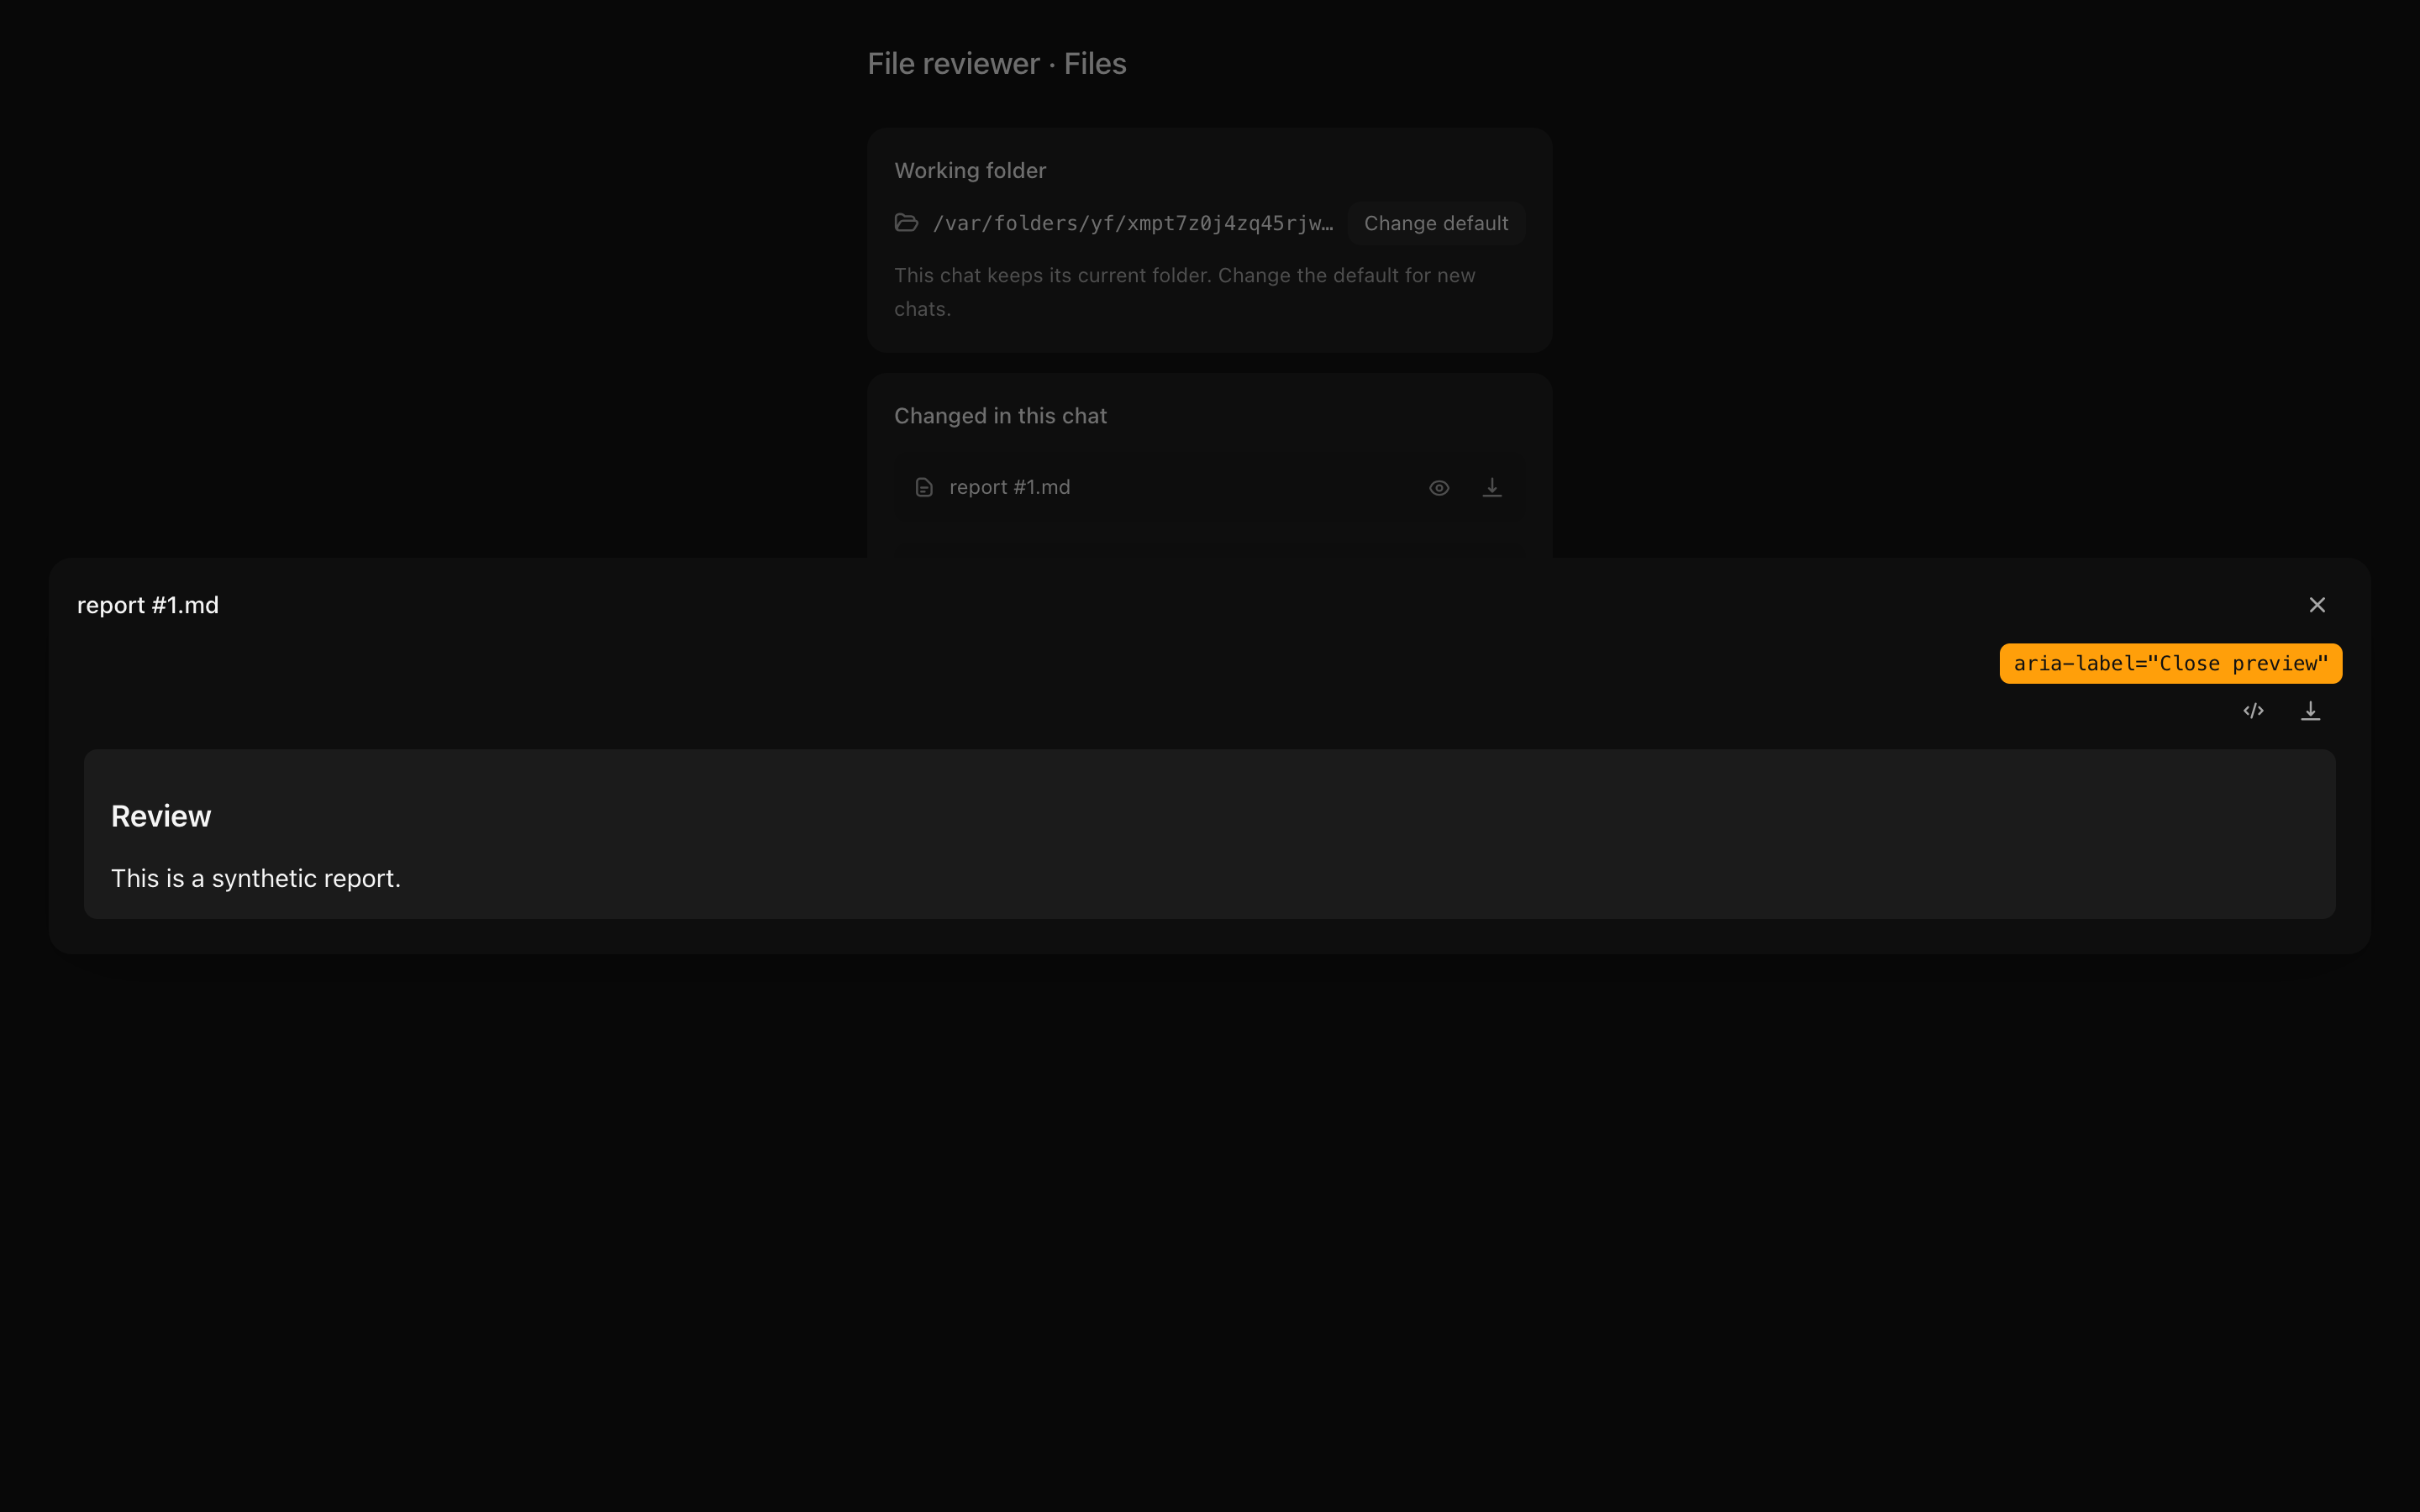 File reviewer · Files
Working folder
/var/folders/yf/xmpt7z0j4zq45rjw…
Change default
This chat keeps its current folder. Change the default for new
chats.
Changed in this chat
report #1.md
report #1.md
aria-label="Close preview"
Review
This is a synthetic report.